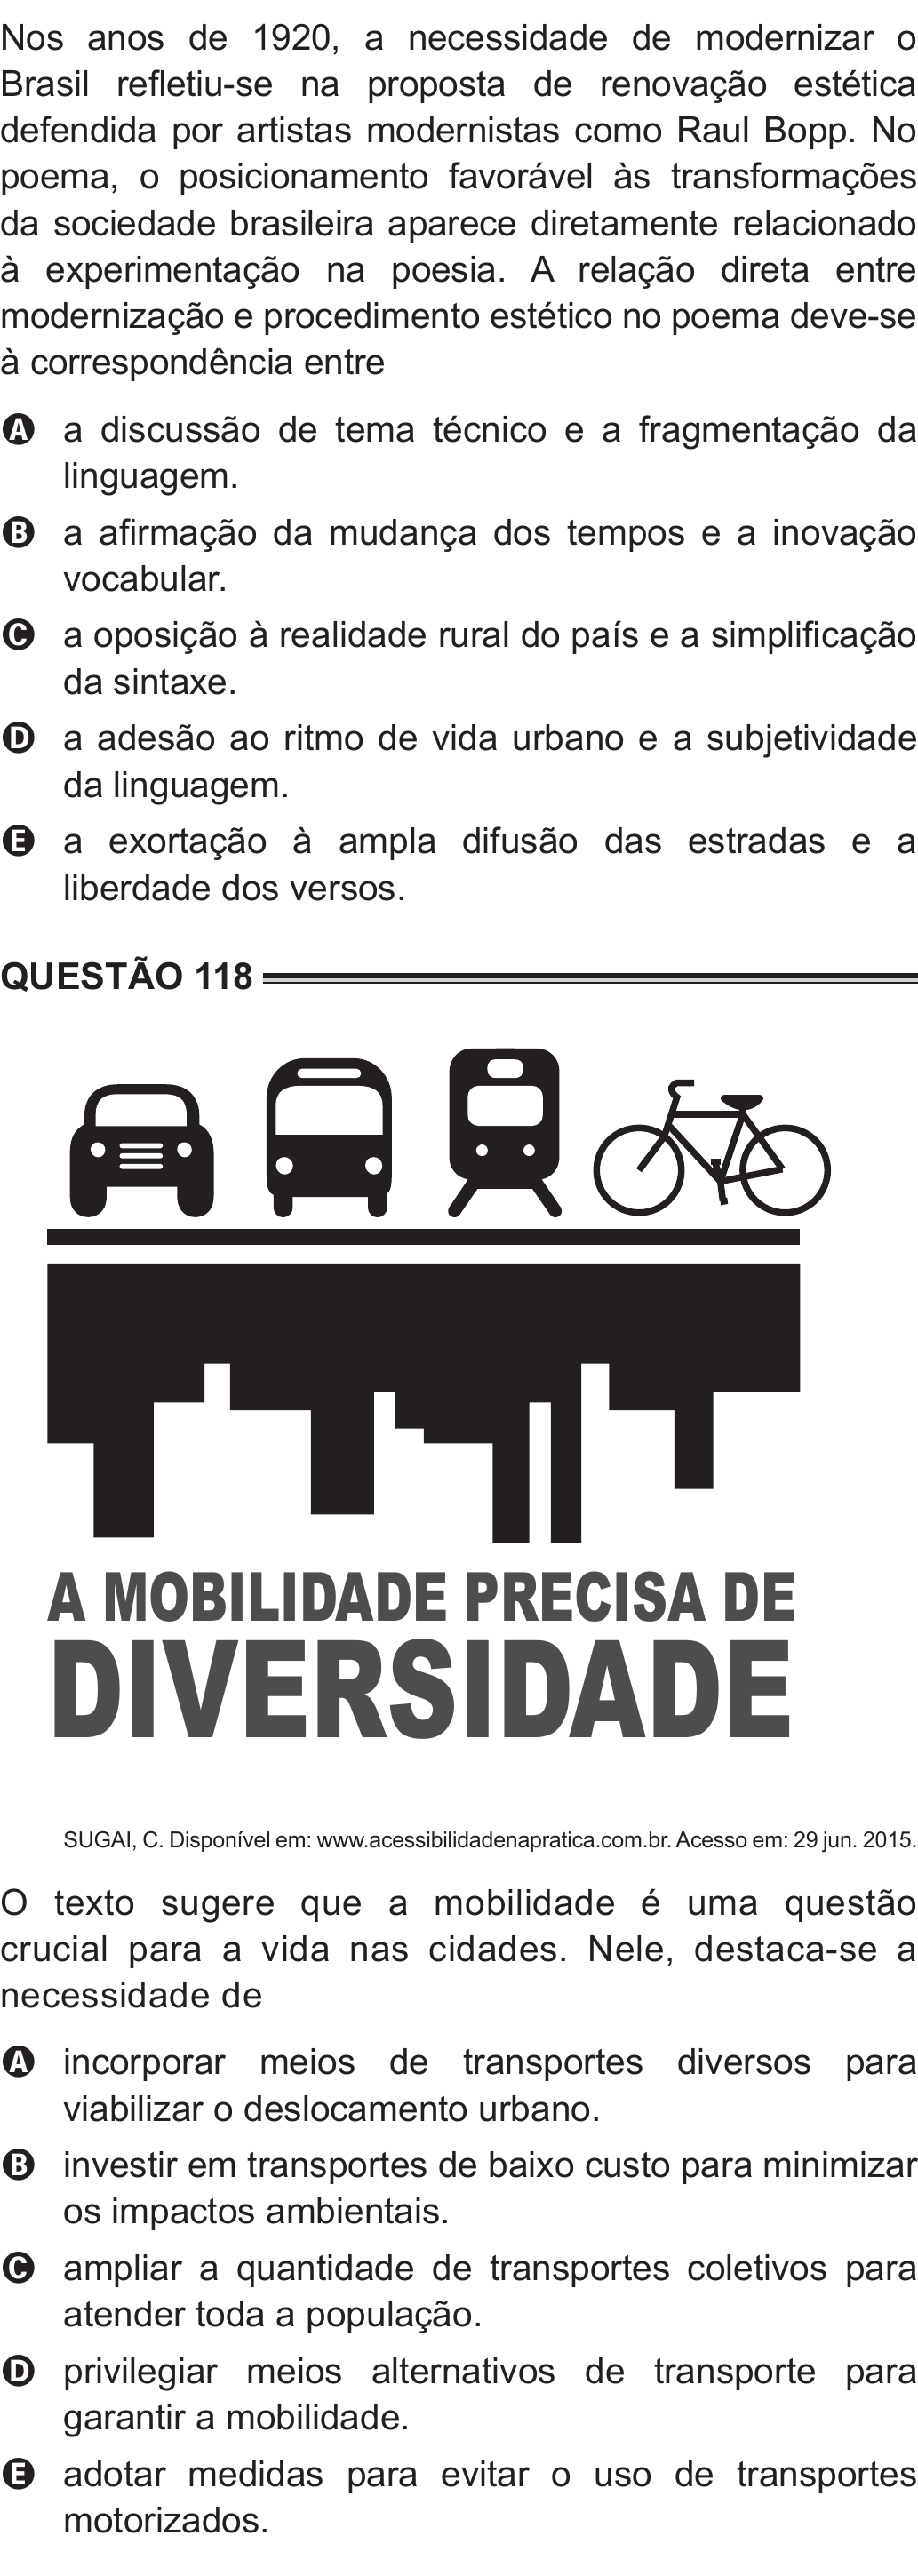 Nos anos de 1920, a necessidade de modernizar o
Brasil refletiu-se na proposta de renovação estética
defendida por artistas modernistas como Raul Bopp. No
poema, o posicionamento favorável às transformações
da sociedade brasileira aparece diretamente relacionado
à experimentação na poesia. A relação direta entre
modernização e procedimento estético no poema deve-se
à correspondência entre
A a discussão de tema técnico e a fragmentação da
linguagem.
B a afirmação da mudança dos tempos e a inovação
vocabular.
C a oposição à realidade rural do país e a simplificação
da sintaxe.
D a adesão ao ritmo de vida urbano e a subjetividade
da linguagem.
E a exortação à ampla difusão das estradas e a
liberdade dos versos.
QUESTÃO 118
A MOBILIDADE PRECISA DE
DIVERSIDADE
SUGAI, C. Disponível em: www.acessibilidadenapratica.com.br. Acesso em: 29 jun. 2015.
O texto sugere que a mobilidade é uma questão
crucial para a vida nas cidades. Nele, destaca-se a
necessidade de
A incorporar meios de transportes diversos para
viabilizar o deslocamento urbano.
B investir em transportes de baixo custo para minimizar
os impactos ambientais.
C ampliar a quantidade de transportes coletivos para
atender toda a população.
D privilegiar meios alternativos de transporte para
garantir a mobilidade.
E adotar medidas para evitar o uso de transportes
motorizados.